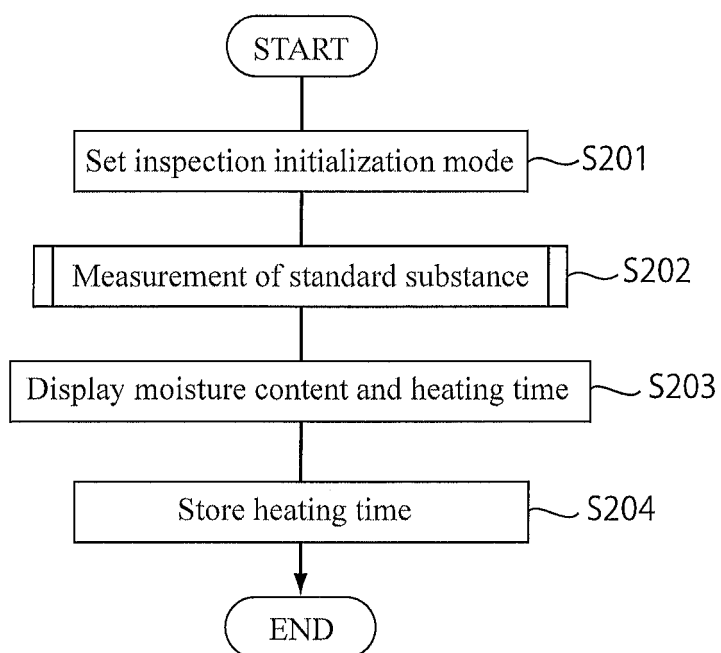 START
Set inspection initialization mode S201
Measurement of standard substance S202
Display moisture content and heating time S203
Store heating time S204
END